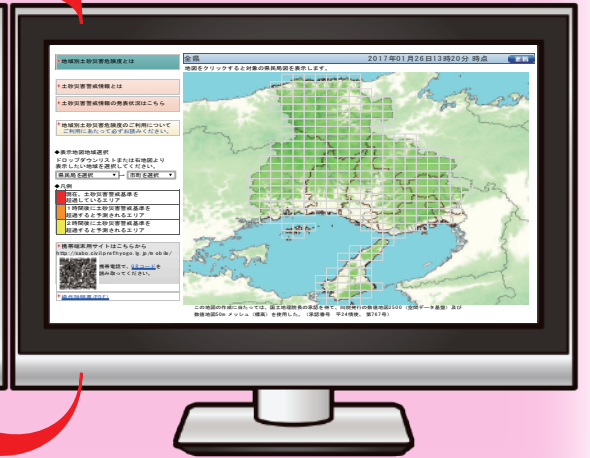 地域別土砂災害危険度とは
土砂災害警戒情報とは
土砂災害警戒情報の発表状況はこちら
地域別土砂災害危険度のご利用について
ご利用にあたって必ずお読みください。
◆表示地図地域選択
ドロップダウンリストまたは右地図より
表示したい地域を選択してください。
県民局を選択 ▼ → 市町を選択 ▼
◆凡例
現在、土砂災害警戒基準を
超過しているエリア
1時間後に土砂災害警戒基準を
超過すると予測されるエリア
2時間後に土砂災害警戒基準を
超過すると予測されるエリア
携帯端末用サイトはこちらから
http://sabo.civil.pref.hyogo.lg.jp/mobile/
携帯電話で、QRコードを
読み取ってください。
全県
2017年01月26日13時20分 時点
更新
地図をクリックすると対象の県民局図を表示します。
この地図の作成に当たっては、国土地理院長の承認を得て、同院発行の数値地図2500(空間データ基盤)及び
数値地図50mメッシュ(標高)を使用した。(承認番号 平24情使、第767号)